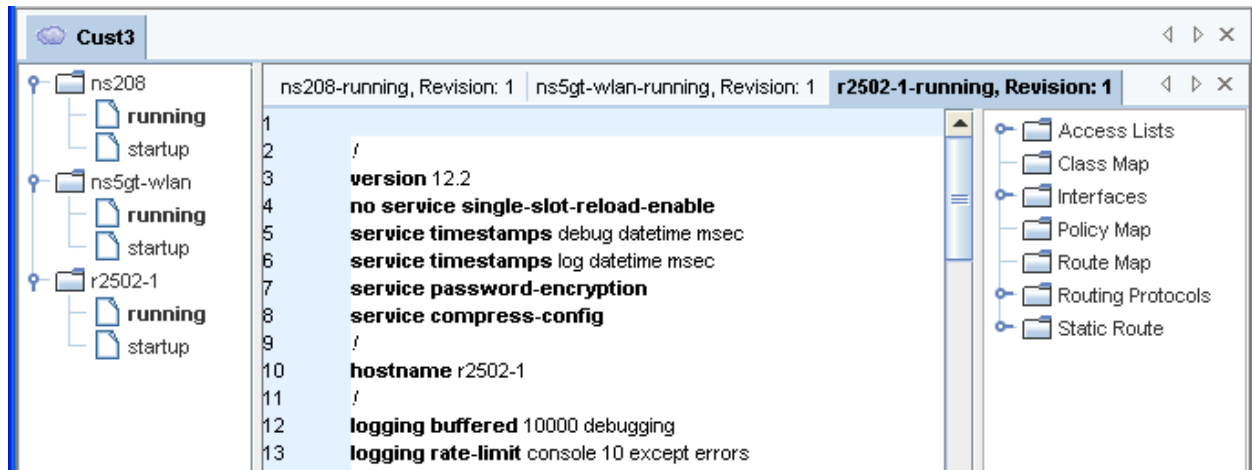 Cust3
ns208
running
startup
ns5gt-wlan
running
startup
r2502-1
running
startup
ns208-running, Revision: 1
ns5gt-wlan-running, Revision: 1
r2502-1-running, Revision: 1
1
2 !
3 version 12.2
4 no service single-slot-reload-enable
5 service timestamps debug datetime msec
6 service timestamps log datetime msec
7 service password-encryption
8 service compress-config
9 !
10 hostname r2502-1
11 !
12 logging buffered 10000 debugging
13 logging rate-limit console 10 except errors
Access Lists
Class Map
Interfaces
Policy Map
Route Map
Routing Protocols
Static Route